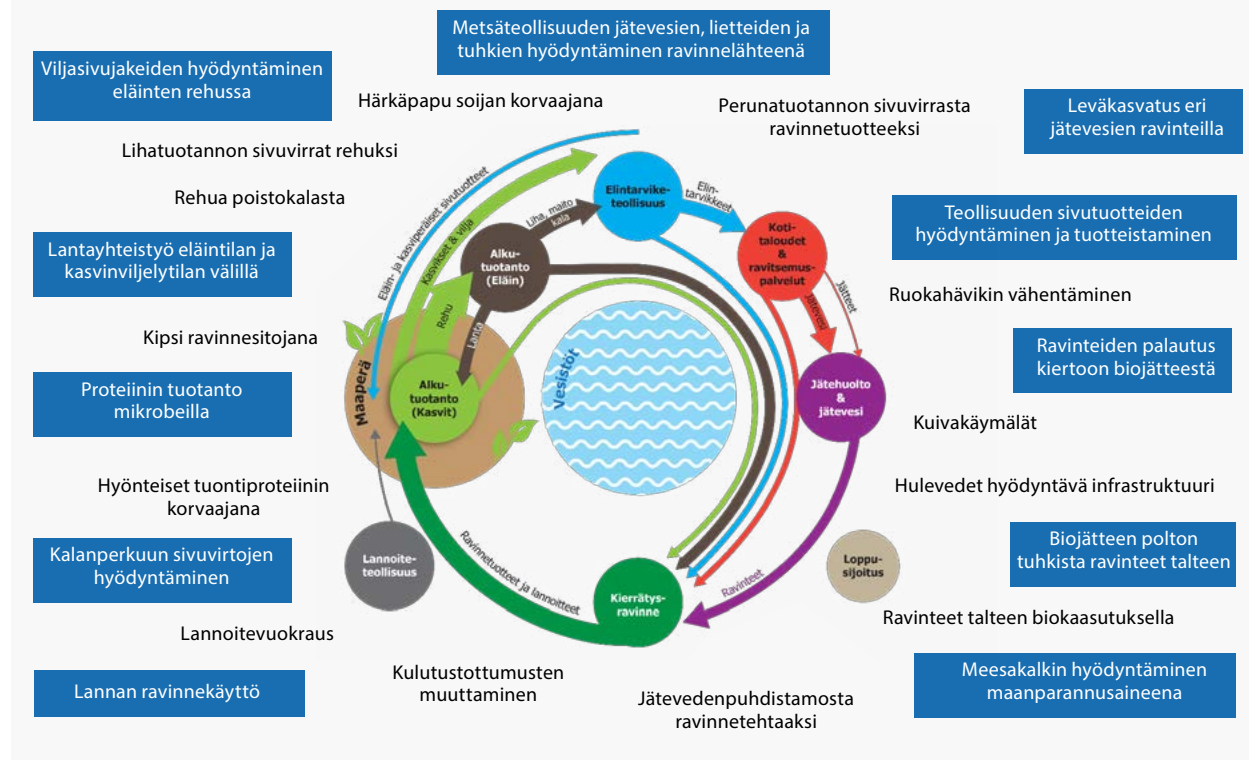 Metsäteollisuuden jätevesien, lietteiden ja
tuhkien hyödyntäminen ravinnelähteenä
Viljasivujakeiden hyödyntäminen
eläinten rehussa
Härkäpapu soijan korvaajana
Perunatuotannon sivuvirrasta
ravinnetuotteeksi
Leväkasvatus eri
jätevesien ravinteilla
Lihatuotannon sivuvirrat rehuksi
Rehua poistokalasta
Teollisuuden sivutuotteiden
hyödyntäminen ja tuotteistaminen
Lantayhteistyö eläintilan ja
kasvinviljelytilan välillä
Ruokahävikin vähentäminen
Kipsi ravinnesitojana
Ravinteiden palautus
kiertoon biojätteestä
Proteiinin tuotanto
mikrobeilla
Kuivakäymälät
Hyönteiset tuontiproteiinin
korvaajana
Hulevedet hyödyntävä infrastruktuuri
Kalanperkuun sivuvirtojen
hyödyntäminen
Biojätteen polton
tuhkista ravinteet talteen
Lannoitevuokraus
Ravinteet talteen biokaasutuksella
Lannan ravinnekäyttö
Kulutustottumusten
muuttaminen
Jätevedenpuhdistamosta
ravinnetehtaaksi
Meesakalkin hyödyntäminen
maanparannusaineena
Eläin- ja kasviperäiset sivutuotteet
Kasvikset & vilja
Liha, maito
kala
Elintarvike-
teollisuus
Elin-
tarvikkeet
Koti-
taloudet
&
ravitsemus-
palvelut
Jätteet
Jätevesi
Alku-
tuotanto
(Eläin)
Rehu
Lanta
Maaperä
Alku-
tuotanto
(Kasvit)
Vesistöt
Jätehuolto
&
jätevesi
Lannoite-
teollisuus
Ravinnetuotteet ja lannoitteet
Kierrätys-
ravinne
Ravinteet
Loppu-
sijoitus